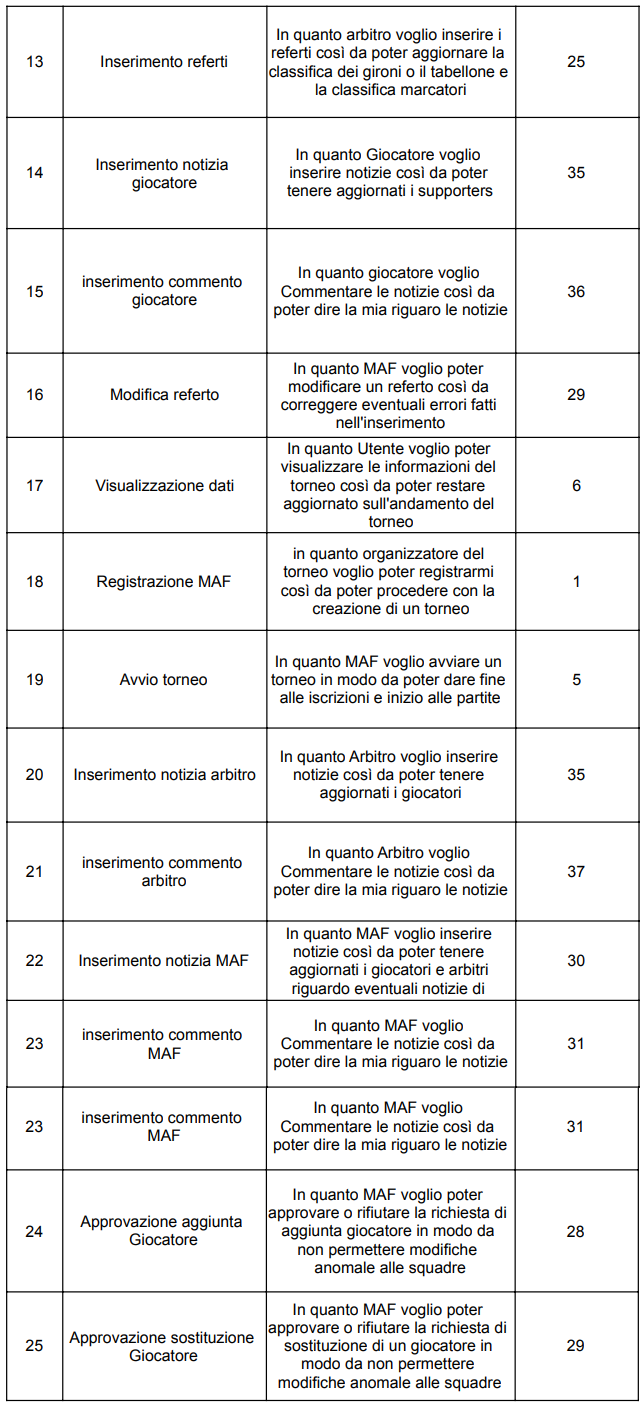 13
Inserimento referti
In quanto arbitro voglio inserire i
referti così da poter aggiornare la
classifica dei gironi o il tabellone e
la classifica marcatori
25
14
Inserimento notizia
giocatore
In quanto Giocatore voglio
inserire notizie così da poter
tenere aggiornati i supporters
35
15
inserimento commento
giocatore
In quanto giocatore voglio
Commentare le notizie così da
poter dire la mia riguaro le notizie
36
16
Modifica referto
In quanto MAF voglio poter
modificare un referto così da
correggere eventuali errori fatti
nell'inserimento
29
17
Visualizzazione dati
In quanto Utente voglio poter
visualizzare le informazioni del
torneo così da poter restare
aggiornato sull'andamento del
torneo
6
18
Registrazione MAF
in quanto organizzatore del
torneo voglio poter registrarmi
così da poter procedere con la
creazione di un torneo
1
19
Avvio torneo
In quanto MAF voglio avviare un
torneo in modo da poter dare fine
alle iscrizioni e inizio alle partite
5
20
Inserimento notizia arbitro
In quanto Arbitro voglio inserire
notizie così da poter tenere
aggiornati i giocatori
35
21
inserimento commento
arbitro
In quanto Arbitro voglio
Commentare le notizie così da
poter dire la mia riguaro le notizie
37
22
Inserimento notizia MAF
In quanto MAF voglio inserire
notizie così da poter tenere
aggiornati i giocatori e arbitri
riguardo eventuali notizie di
30
23
inserimento commento
MAF
In quanto MAF voglio
Commentare le notizie così da
poter dire la mia riguaro le notizie
31
23
inserimento commento
MAF
In quanto MAF voglio
Commentare le notizie così da
poter dire la mia riguaro le notizie
31
24
Approvazione aggiunta
Giocatore
In quanto MAF voglio poter
approvare o rifiutare la richiesta di
aggiunta giocatore in modo da
non permettere modifiche
anomale alle squadre
28
25
Approvazione sostituzione
Giocatore
In quanto MAF voglio poter
approvare o rifiutare la richiesta di
sostituzione di un giocatore in
modo da non permettere
modifiche anomale alle squadre
29